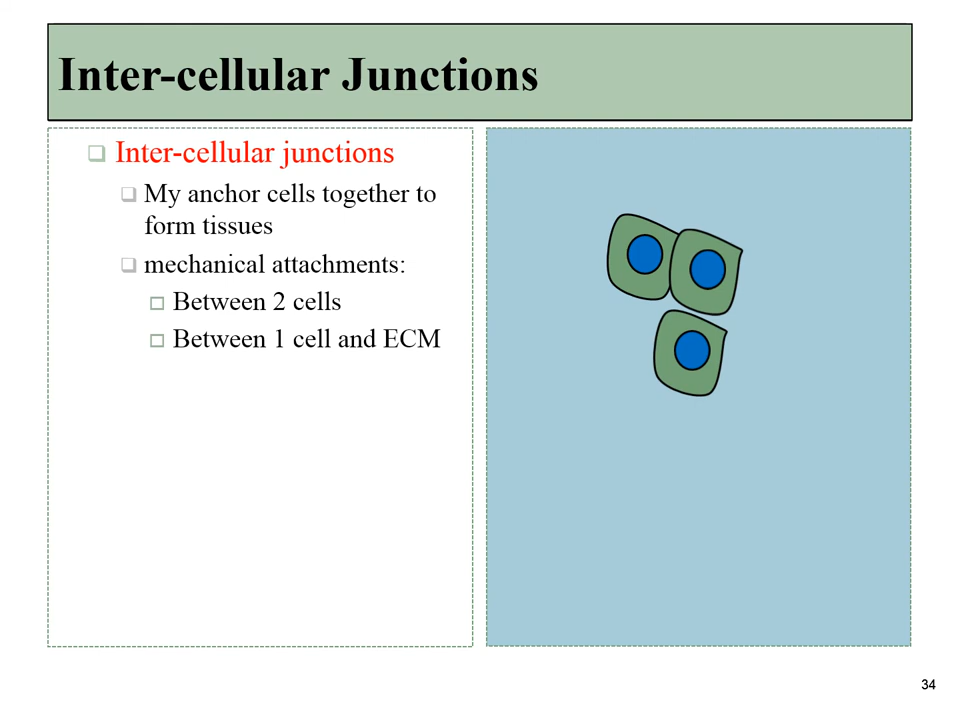 Inter-cellular Junctions
Inter-cellular junctions
My anchor cells together to
form tissues
mechanical attachments:
Between 2 cells
Between 1 cell and ECM
34